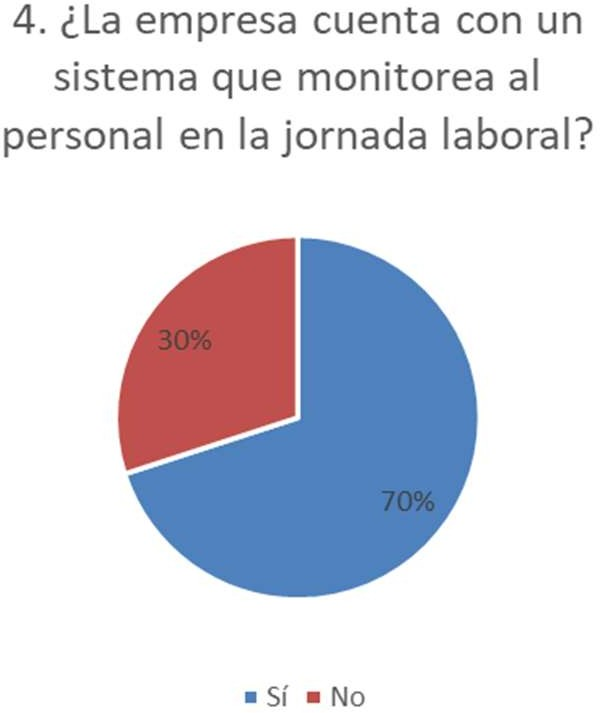 4. ¿La empresa cuenta con un
sistema que monitorea al
personal en la jornada laboral?
30%
70%
Sí No